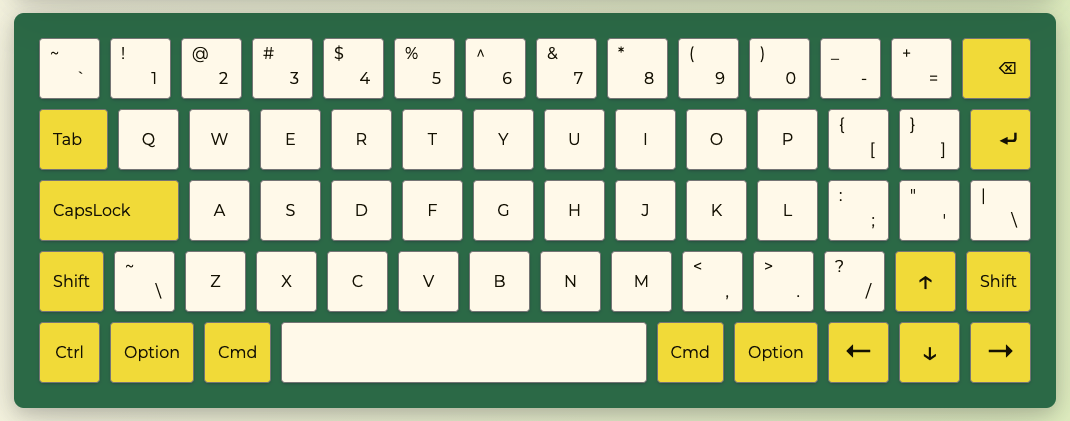 ~ ` ! 1 @ 2 # 3 $ 4 % 5 ^ 6 & 7 * 8 ( 9 ) 0 _ - + = ⌫
Tab Q W E R T Y U I O P { [ } ] ↵
CapsLock A S D F G H J K L : ; " ' | \
Shift ~ \ Z X C V B N M < , > . ? / ↑ Shift
Ctrl Option Cmd Cmd Option ← ↓ →